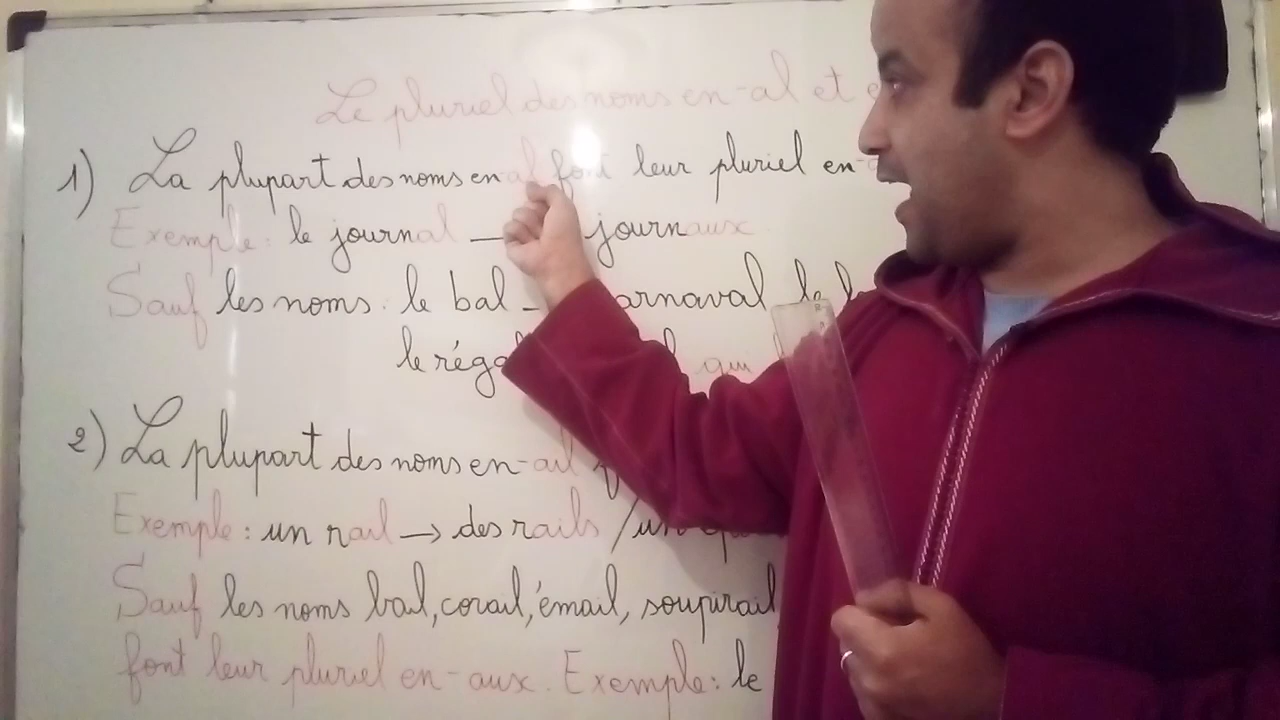 Le pluriel des noms en-al et
1) La plupart des noms en-al font leur pluriel en-
Exemple: le journal journaux
Sauf les noms: le bal - carnaval le
le régal qui
2) La plupart des noms en-ail
Exemple: un rail → des rails / un
Sauf les noms bail, corail, émail, soupirail
font leur pluriel en-aux. Exemple: le